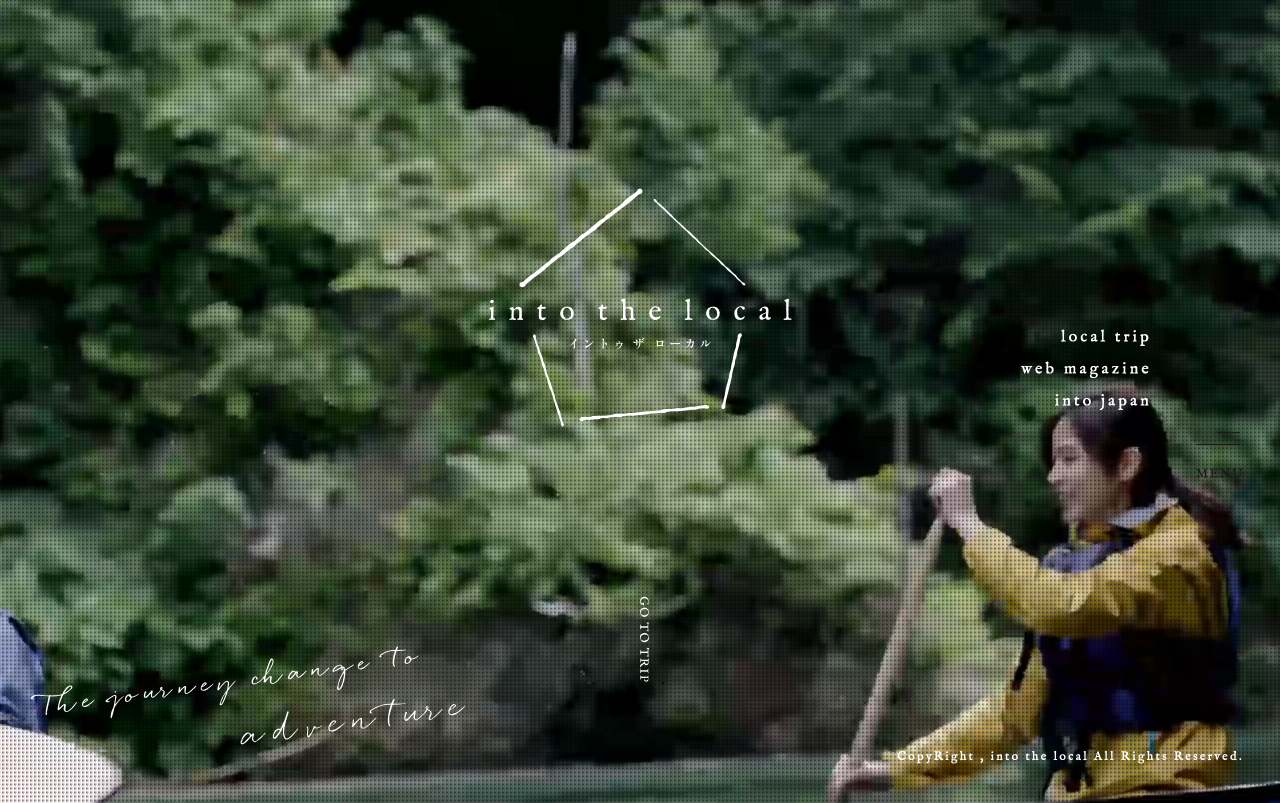 into the local
イントゥ ザ ローカル
local trip
web magazine
into japan
MENU
GO TO TRIP
The journey change to
adventure
CopyRight , into the local All Rights Reserved.